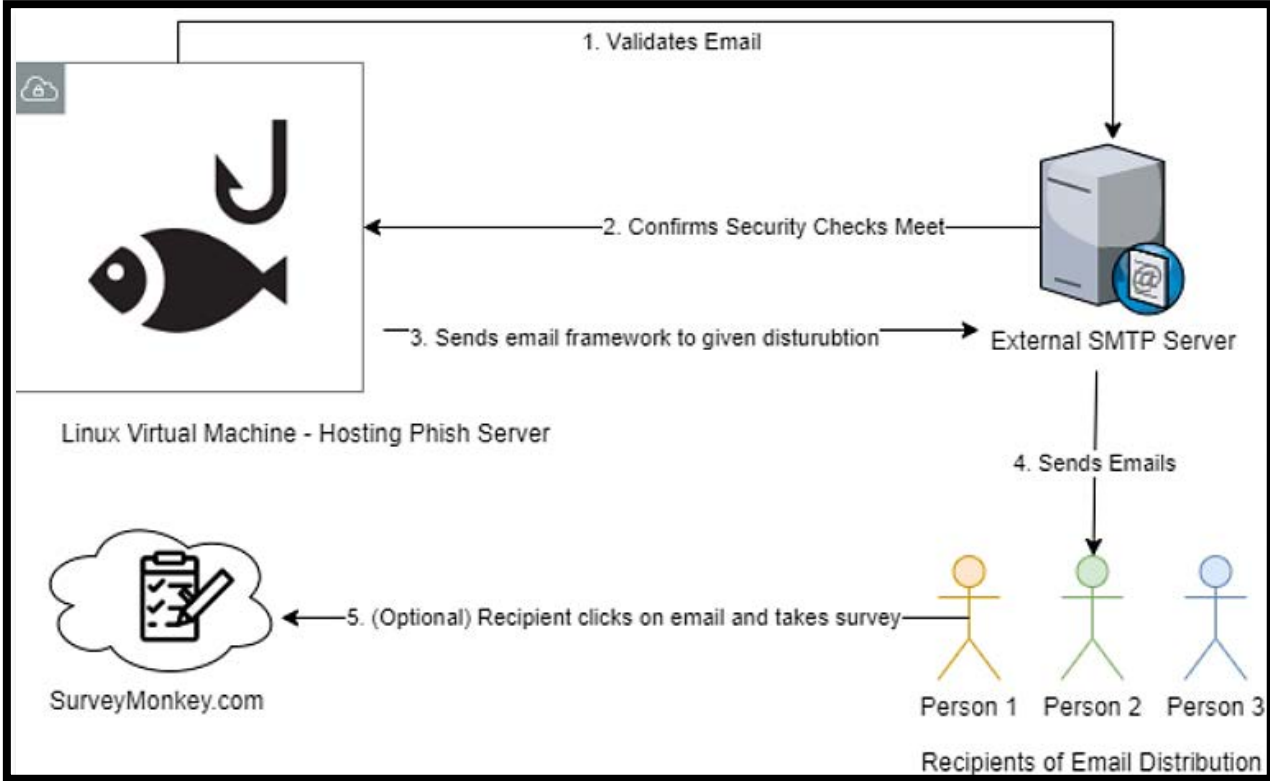 1. Validates Email
2. Confirms Security Checks Meet
3. Sends email framework to given disturubtion
External SMTP Server
Linux Virtual Machine - Hosting Phish Server
4. Sends Emails
5. (Optional) Recipient clicks on email and takes survey
SurveyMonkey.com
Person 1 Person 2 Person 3
Recipients of Email Distribution